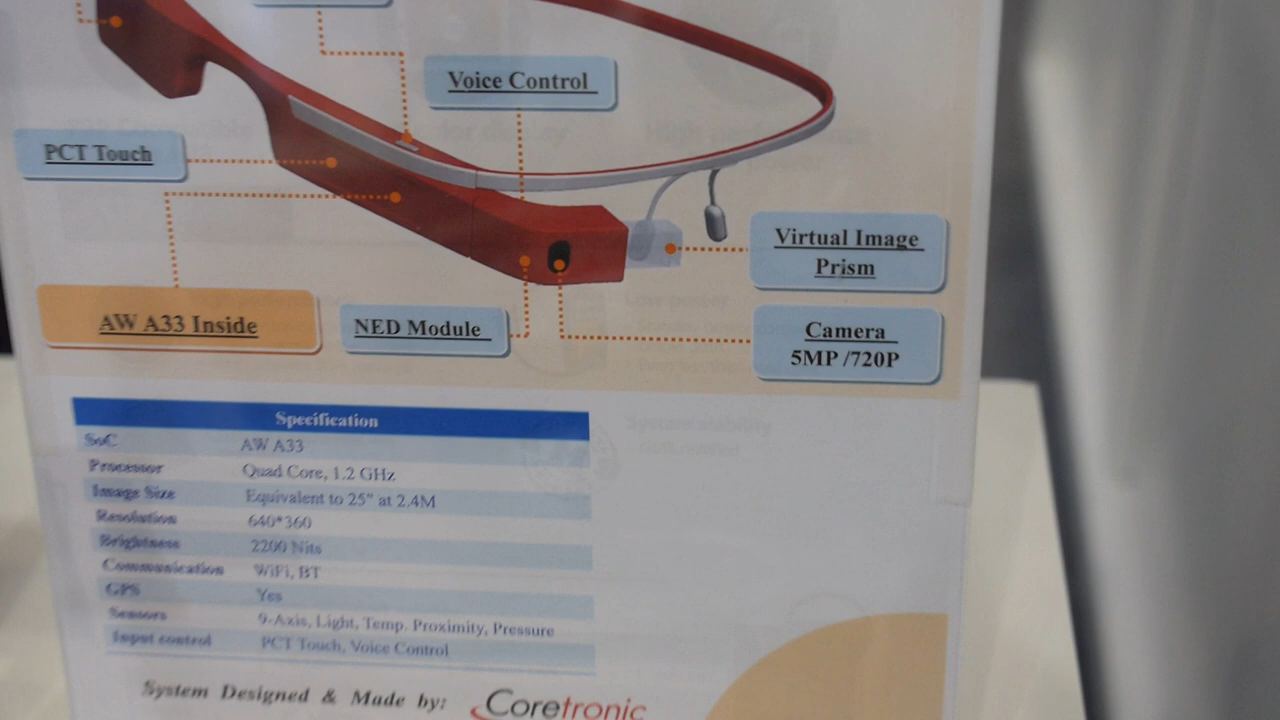 Voice Control
PCT Touch
Virtual Image
Prism
AW A33 Inside
NED Module
Camera
5MP /720P
Specification
SoC AW A33
Processor Quad Core, 1.2 GHz
Image Size Equivalent to 25" at 2.4M
Resolution 640*360
Brightness 2200 Nits
Communication WiFi, BT
GPS Yes
Sensors 9-Axis, Light, Temp. Proximity, Pressure
Input control PCT Touch, Voice Control
System Designed & Made by: Coretronic